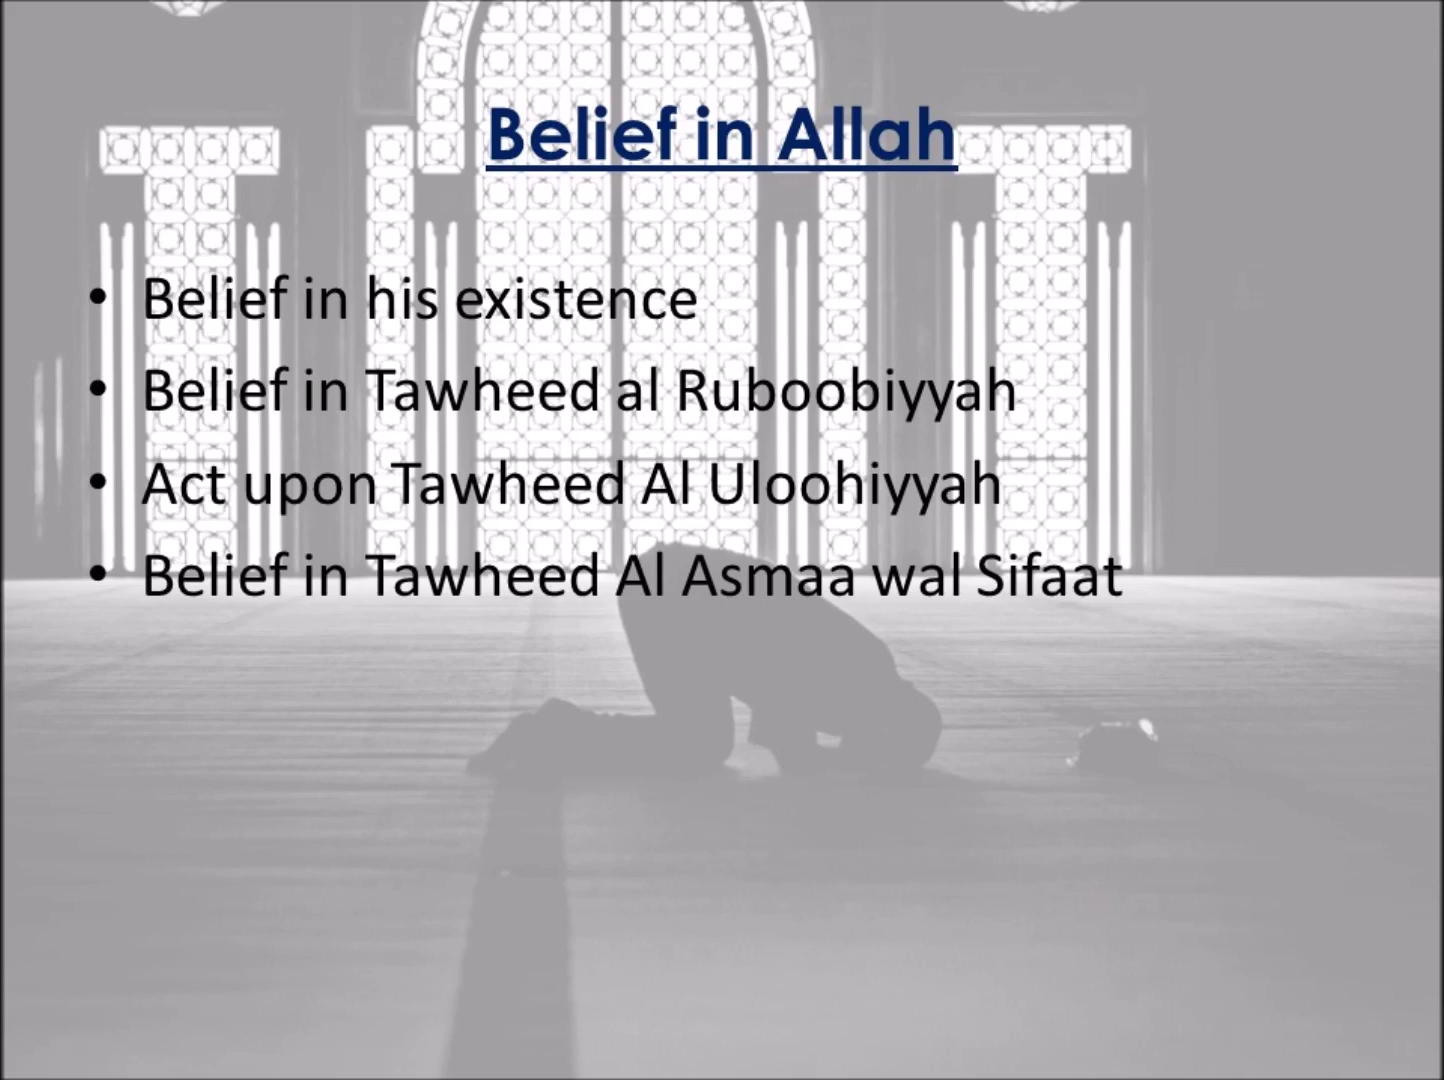 Belief in Allah
• Belief in his existence
• Belief in Tawheed al Ruboobiyyah
• Act upon Tawheed Al Uloohiyyah
• Belief in Tawheed Al Asmaa wal Sifaat